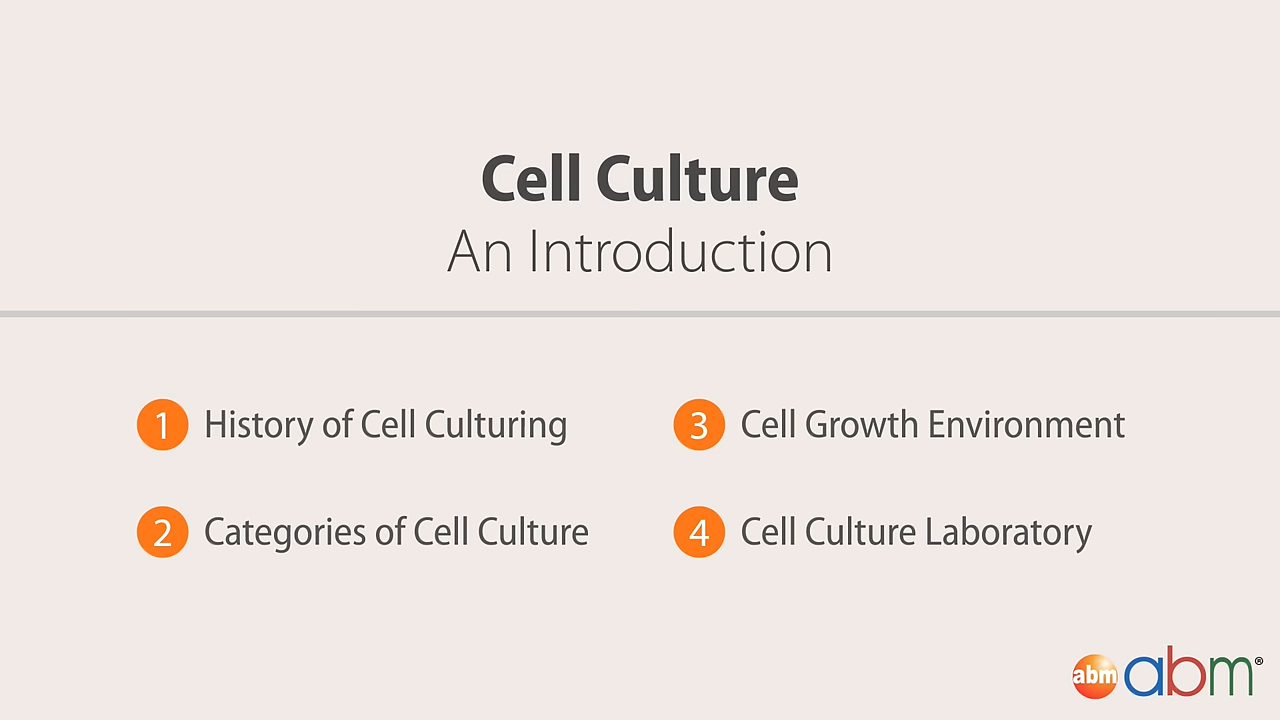 Cell Culture
An Introduction
1 History of Cell Culturing
2 Categories of Cell Culture
3 Cell Growth Environment
4 Cell Culture Laboratory
abm abm®